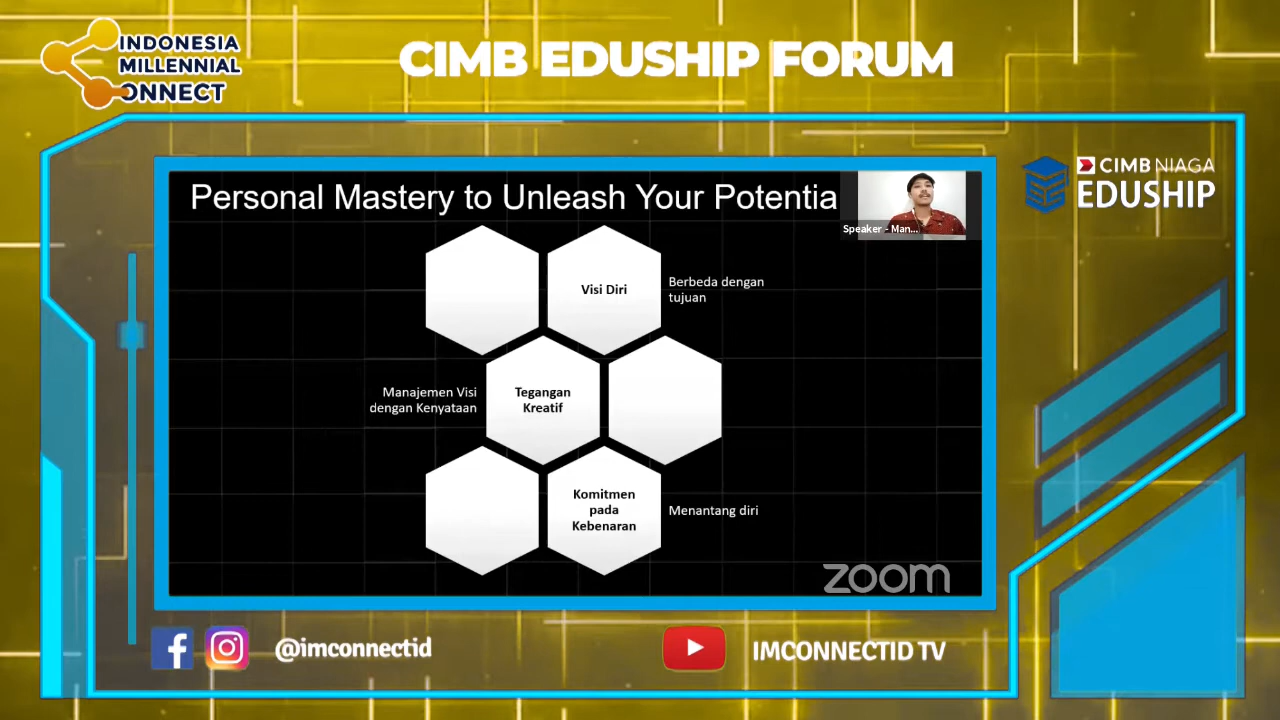 INDONESIA
MILLENNIAL
CONNECT
CIMB EDUSHIP FORUM
CIMB NIAGA
EDUSHIP
Personal Mastery to Unleash Your Potentia
Speaker - Man...
Visi Diri
Berbeda dengan
tujuan
Manajemen Visi
dengan Kenyataan
Tegangan
Kreatif
Komitmen
pada
Kebenaran
Menantang diri
zoom
@imconnectid
IMCONNECTID TV